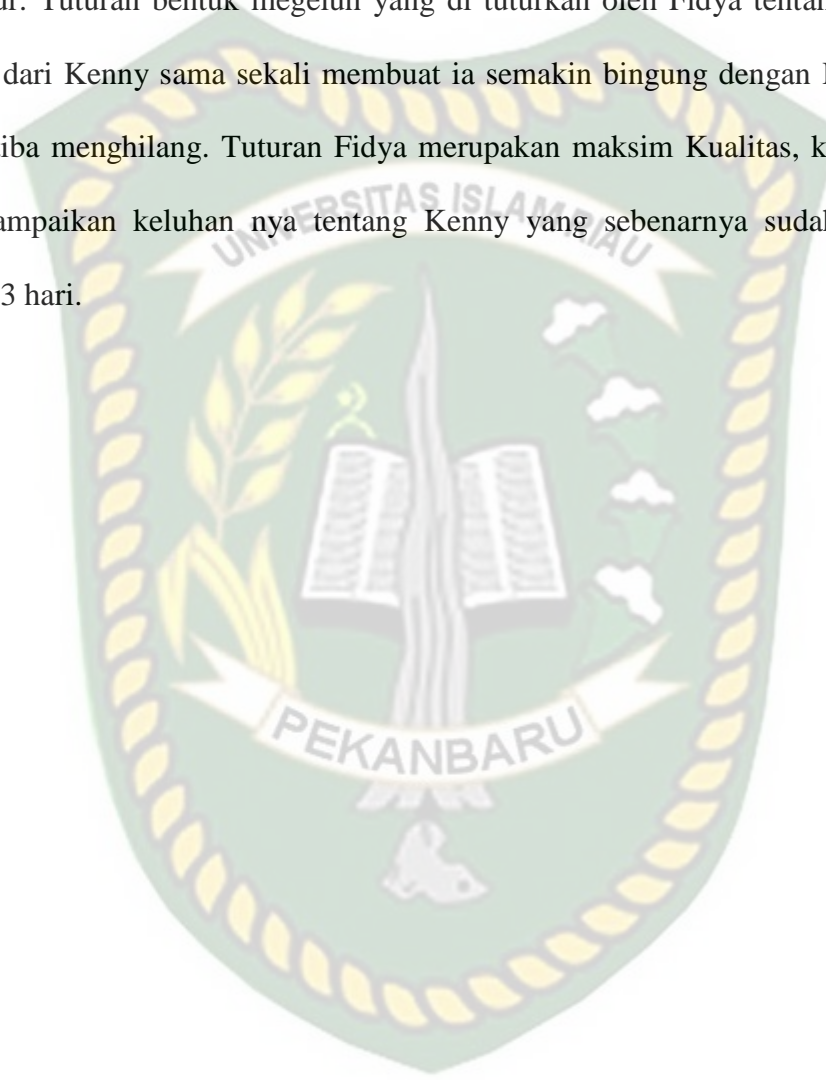 ur. Tuturan bentuk megeluh yang di tuturkan oleh Fidya tentan
dari Kenny sama sekali membuat ia semakin bingung dengan
iba menghilang. Tuturan Fidya merupakan maksim Kualitas, k
ampaikan keluhan nya tentang Kenny yang sebenarnya sudah
3 hari.
UNIVERSITAS ISLAM RIAU
PEKANBARU